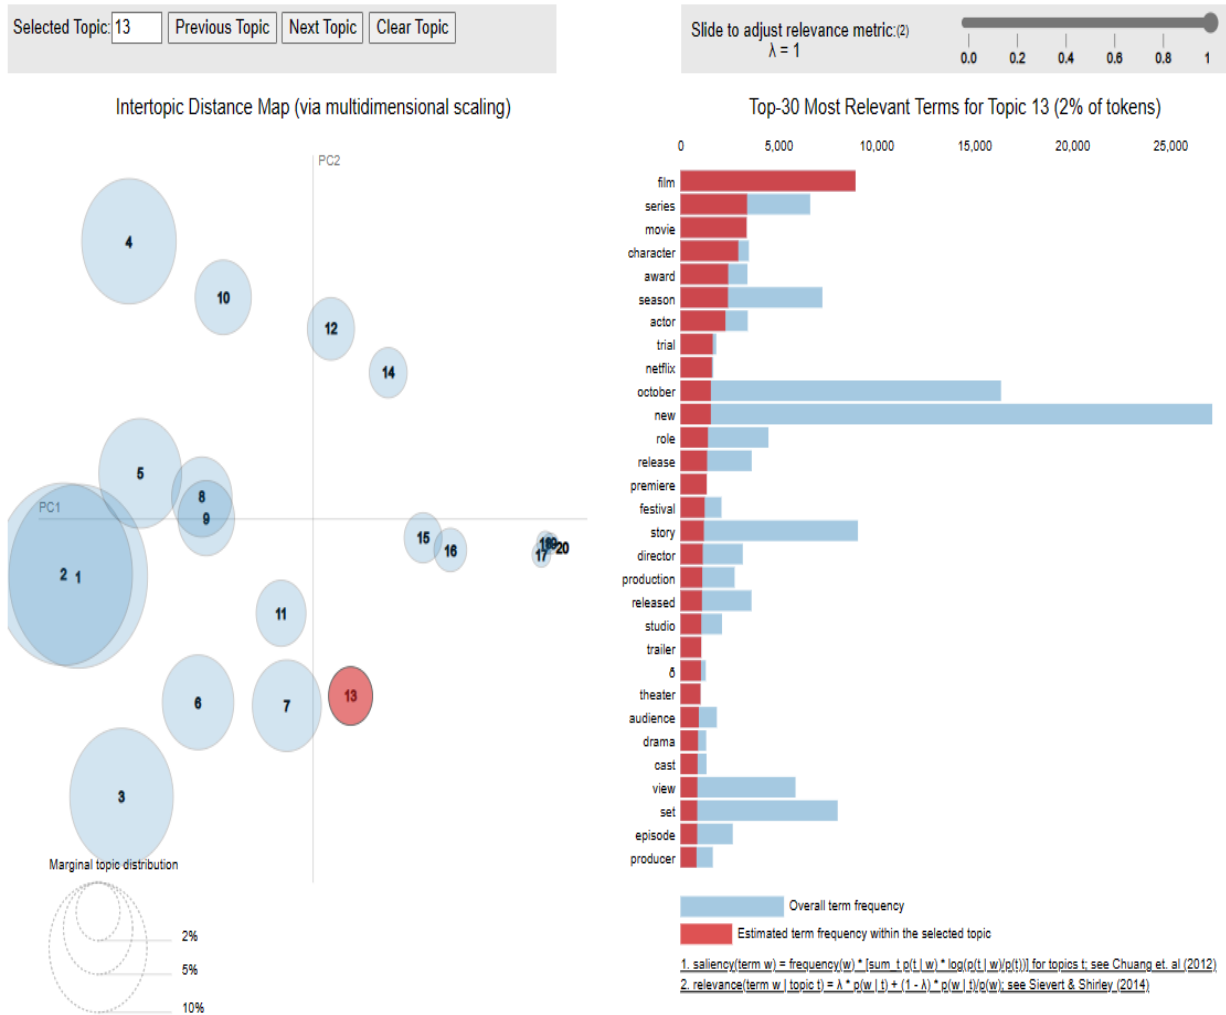 Selected Topic: 13 Previous Topic Next Topic Clear Topic
Slide to adjust relevance metric:(2)
λ = 1
0.0 0.2 0.4 0.6 0.8 1
Intertopic Distance Map (via multidimensional scaling)
PC2
PC1
4
10
12
14
5
8
9
15
16
18
19
20
17
2
1
11
6
7
13
3
Marginal topic distribution
2%
5%
10%
Top-30 Most Relevant Terms for Topic 13 (2% of tokens)
0 5,000 10,000 15,000 20,000 25,000
film
series
movie
character
award
season
actor
trial
netflix
october
new
role
release
premiere
festival
story
director
production
released
studio
trailer
δ
theater
audience
drama
cast
view
set
episode
producer
Overall term frequency
Estimated term frequency within the selected topic
1. saliency(term w) = frequency(w) * [sum_t p(t | w) * log(p(t | w)/p(t))] for topics t; see Chuang et. al (2012)
2. relevance(term w | topic t) = λ * p(w | t) + (1 - λ) * p(w | t)/p(w); see Sievert & Shirley (2014)